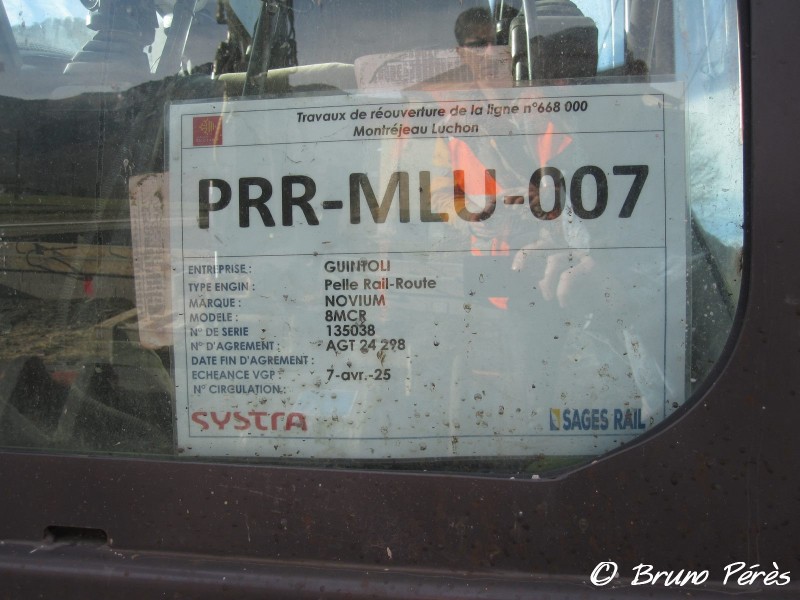 Travaux de réouverture de la ligne n°668 000
Montréjeau Luchon
PRR-MLU-007
ENTREPRISE : GUINTOLI
TYPE ENGIN : Pelle Rail-Route
MARQUE : NOVIUM
MODELE : 8MCR
N° DE SERIE 135038
N° D'AGREMENT : AGT 24 298
DATE FIN D'AGREMENT :
ECHEANCE VGP : 7-avr.-25
N° CIRCULATION :
SYSTRA SAGES RAIL
© Bruno Pérès